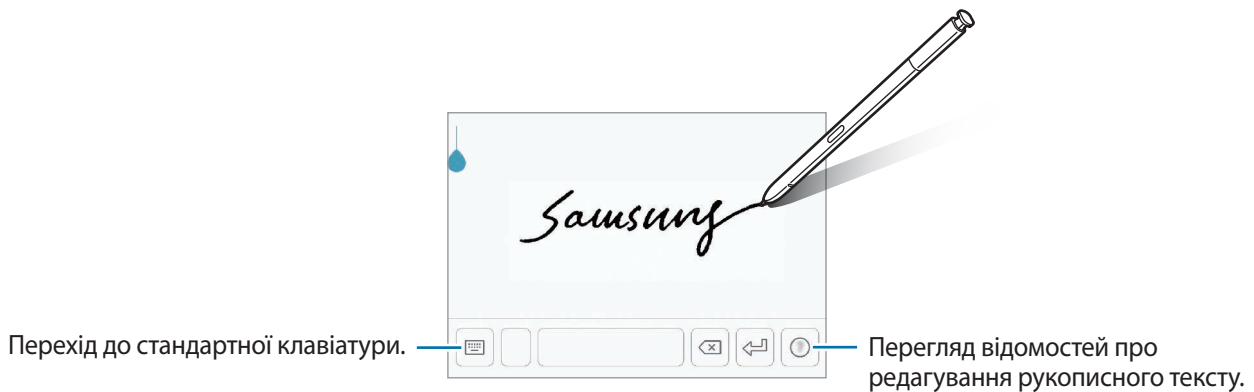 Samsung
Перехід до стандартної клавіатури.
Перегляд відомостей про
редагування рукописного тексту.